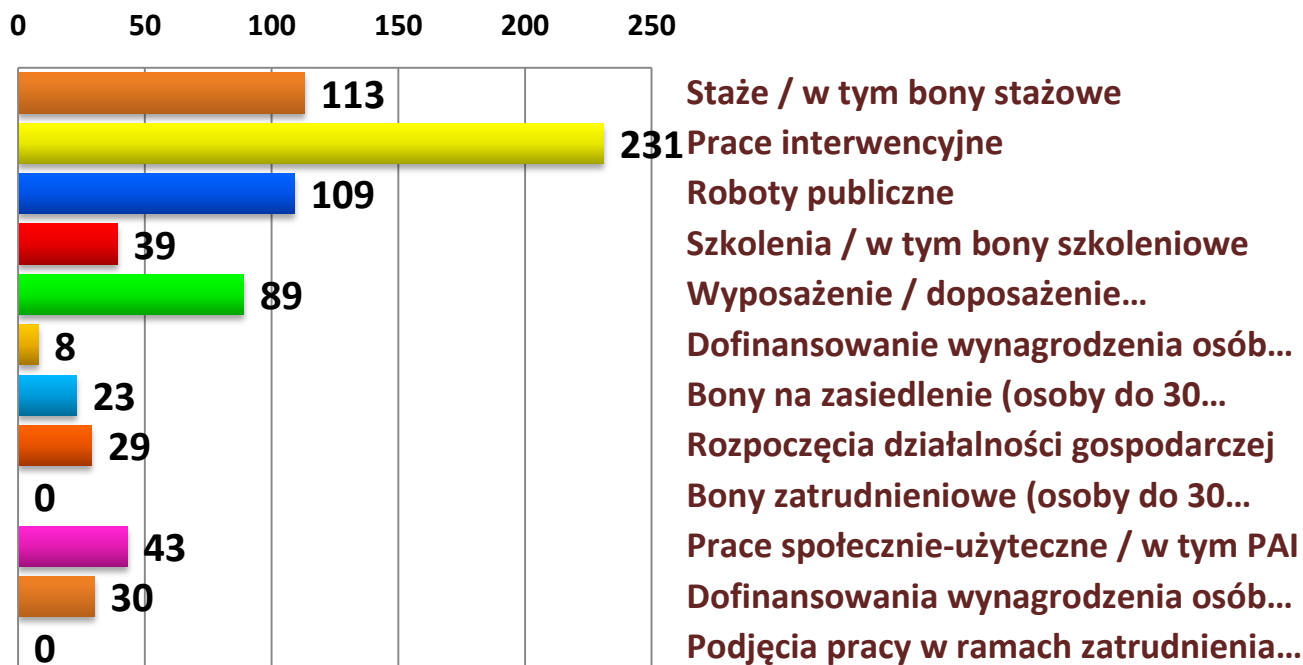 0 50 100 150 200 250
113 Staże / w tym bony stażowe
231 Prace interwencyjne
109 Roboty publiczne
39 Szkolenia / w tym bony szkoleniowe
89 Wyposażenie / doposażenie...
8 Dofinansowanie wynagrodzenia osób...
23 Bony na zasiedlenie (osoby do 30...
29 Rozpoczęcia działalności gospodarczej
0 Bony zatrudnieniowe (osoby do 30...
43 Prace społecznie-użyteczne / w tym PAI
30 Dofinansowania wynagrodzenia osób...
0 Podjęcia pracy w ramach zatrudnienia...